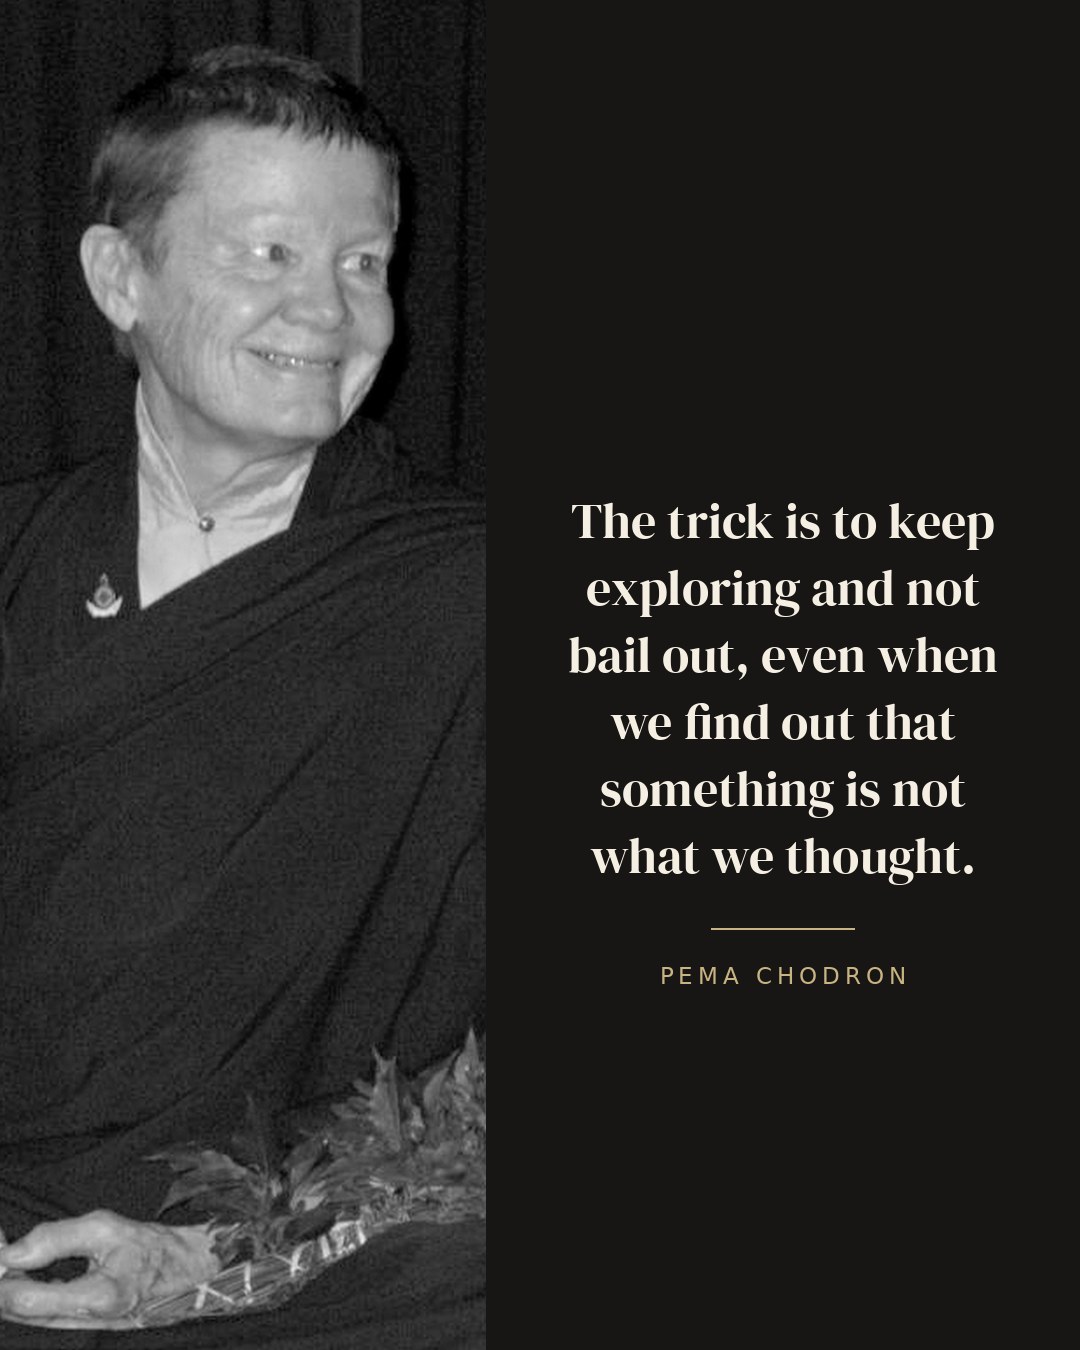 The trick is to keep
exploring and not
bail out, even when
we find out that
something is not
what we thought.
PEMA CHODRON